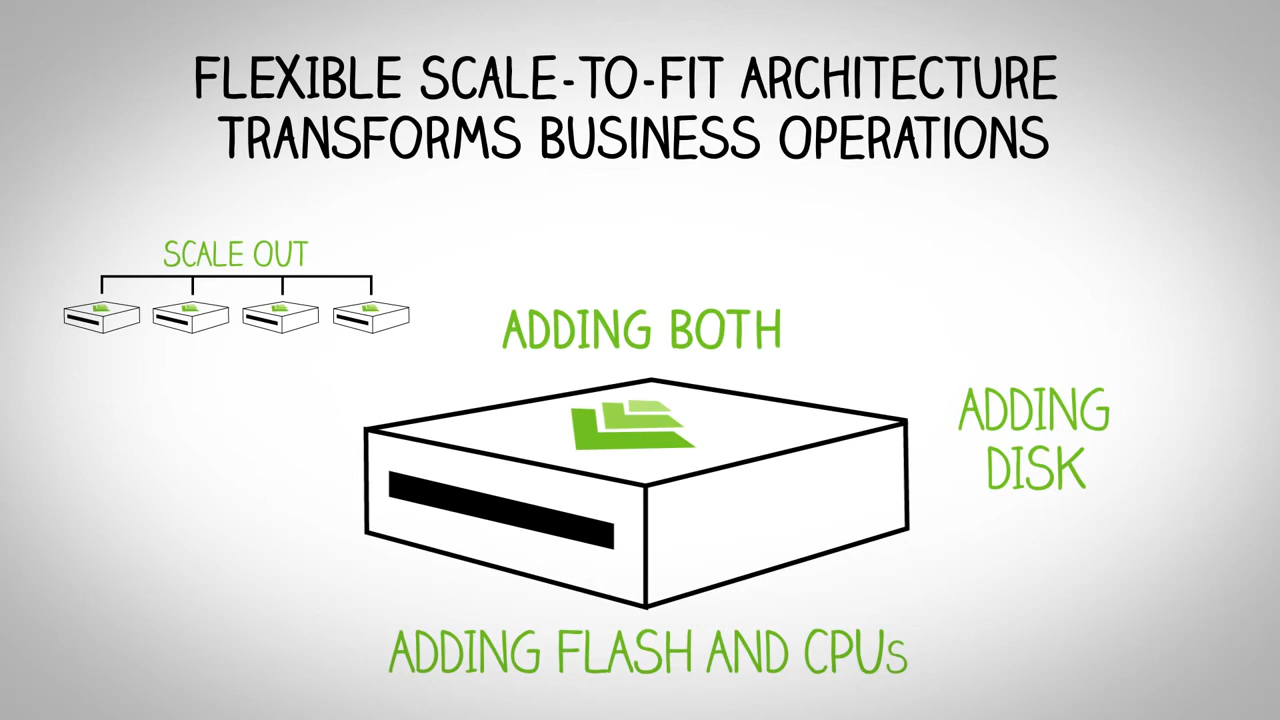 FLEXIBLE SCALE-TO-FIT ARCHITECTURE
TRANSFORMS BUSINESS OPERATIONS
SCALE OUT
ADDING BOTH
ADDING
DISK
ADDING FLASH AND CPUs